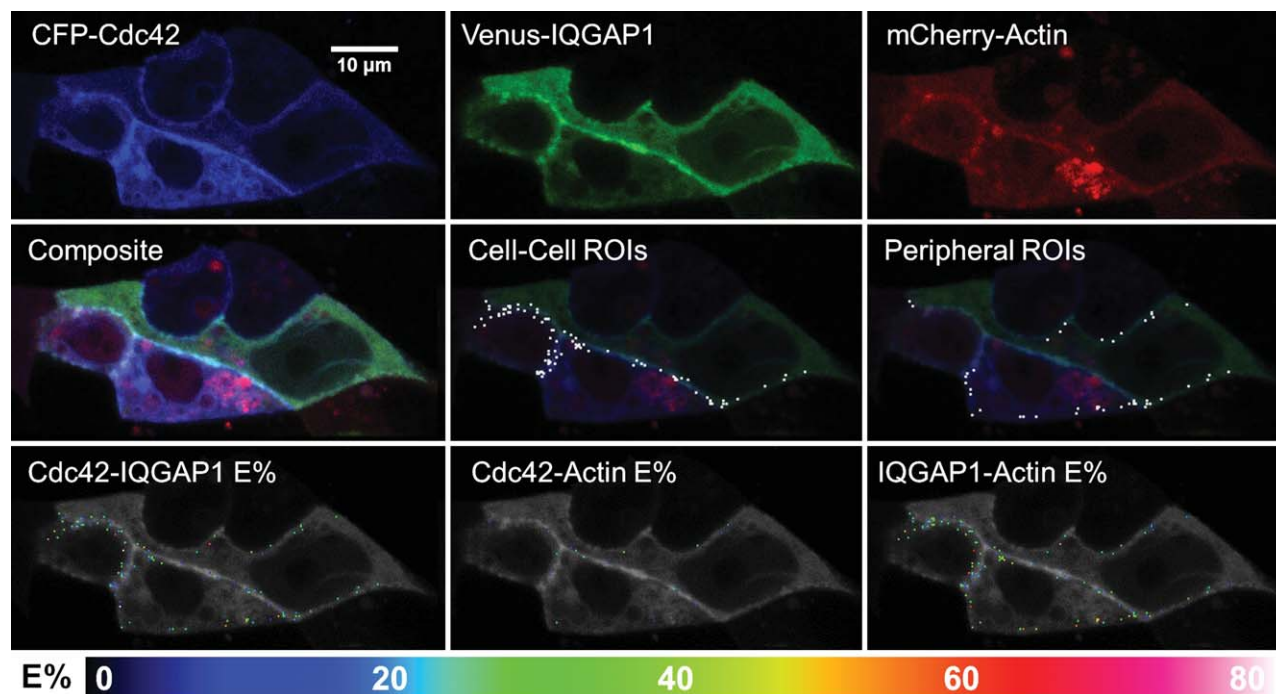 CFP-Cdc42
10 µm
Venus-IQGAP1
mCherry-Actin
Composite
Cell-Cell ROIs
Peripheral ROIs
Cdc42-IQGAP1 E%
Cdc42-Actin E%
IQGAP1-Actin E%
E% 0 20 40 60 80